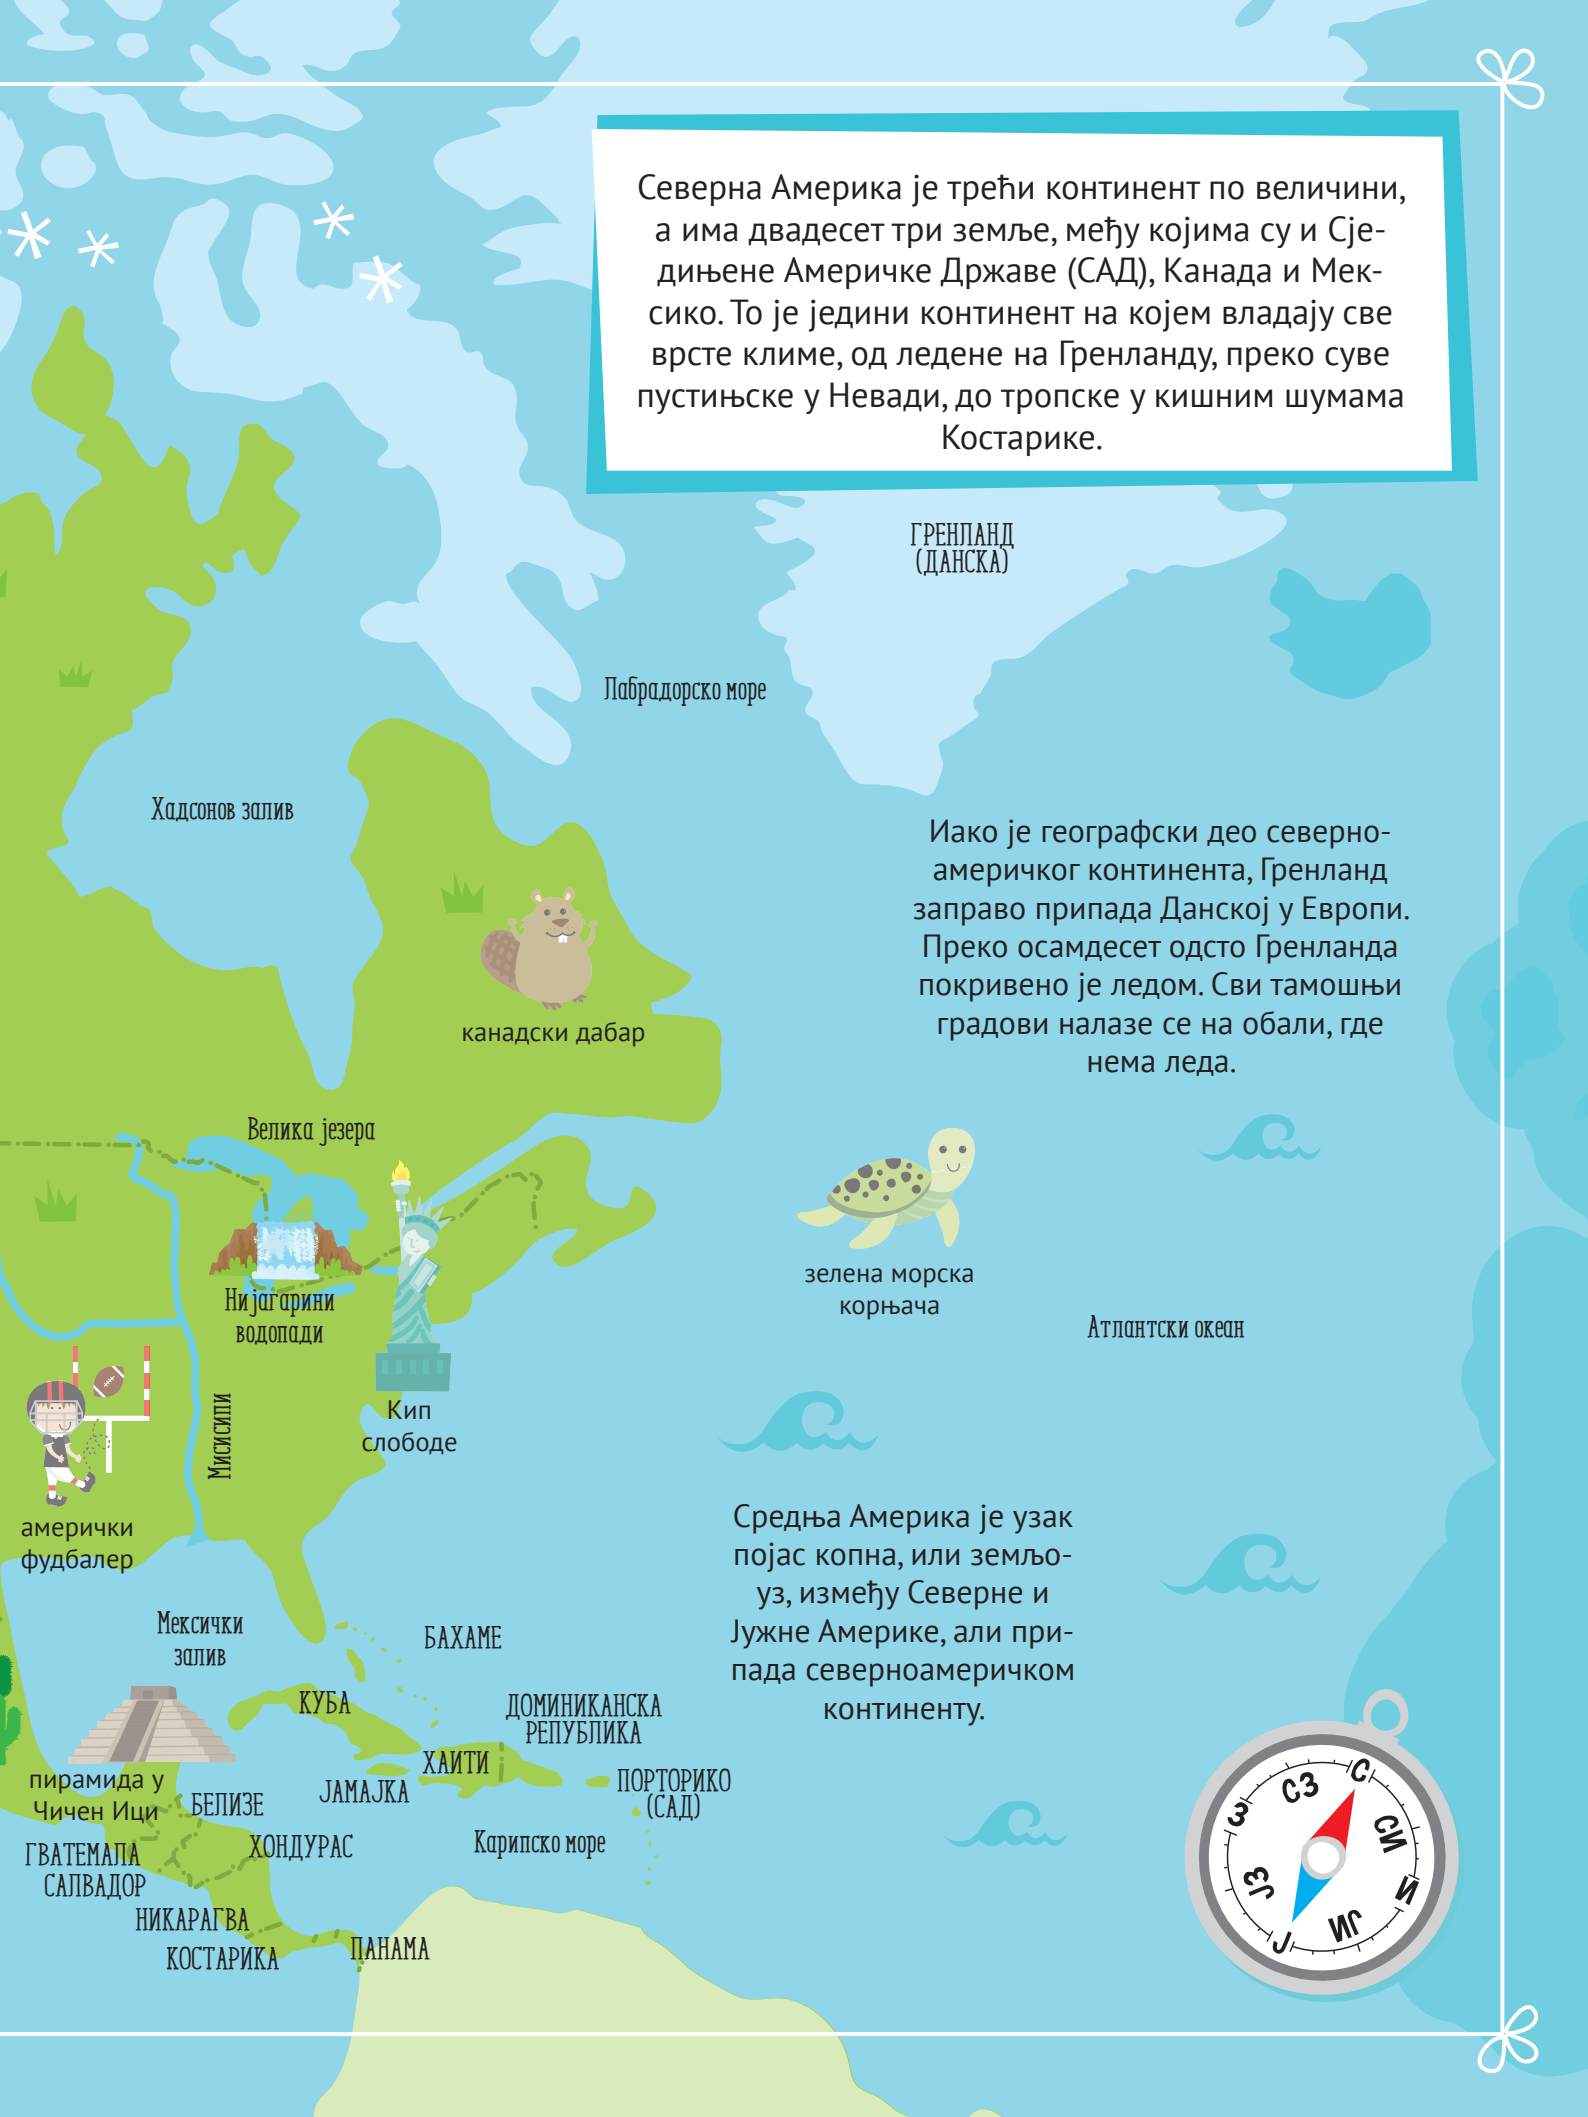 Северна Америка је трећи континент по величини,
а има двадесет три земље, међу којима су и Сје-
дињене Америчке Државе (САД), Канада и Мек-
сико. То је једини континент на којем владају све
врсте климе, од ледене на Гренланду, преко суве
пустињске у Невади, до тропске у кишним шумама
Костарике.
ГРЕНЛАНД
(ДАНСКА)
Лабрадорско море
Хадсонов залив
Иако је географски део северно-
америчког континента, Гренланд
заправо припада Данској у Европи.
Преко осамдесет одсто Гренланда
покривено је ледом. Сви тамошњи
градови налазе се на обали, где
нема леда.
канадски дабар
Велика језера
зелена морска
корњача
Нијагарини
водопади
Атлантски океан
Мисисипи
Кип
слободе
амерички
фудбалер
Средња Америка је узак
појас копна, или земљо-
уз, између Северне и
Јужне Америке, али при-
пада северноамеричком
континенту.
Мексички
залив
БАХАМЕ
КУБА
ДОМИНИКАНСКА
РЕПУБЛИКА
ХАИТИ
ЈАМАЈКА
ПОРТОРИКО
(САД)
пирамида у
Чичен Ици
БЕЛИЗЕ
ХОНДУРАС
Карипско море
ГВАТЕМАЛА
САЛВАДОР
НИКАРАГВА
КОСТАРИКА
ПАНАМА
С
СЗ
З
СИ
ЈЗ
И
ЈИ
Ј